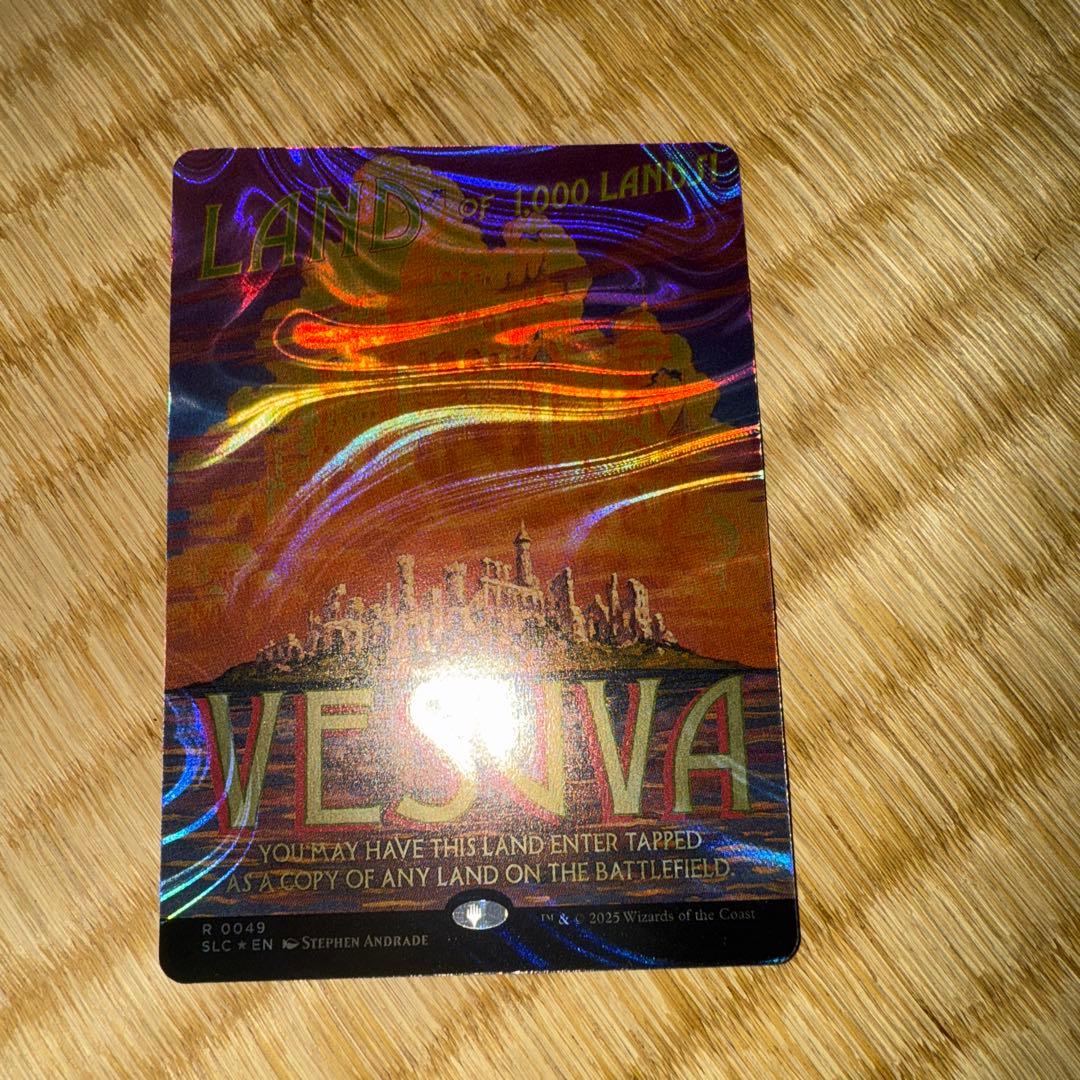 LAND OF 1,000 LANDS!
VESUVA
YOU MAY HAVE THIS LAND ENTER TAPPED
AS A COPY OF ANY LAND ON THE BATTLEFIELD.
R 0049
SLC ★ EN Stephen Andrade
™ & © 2025 Wizards of the Coast